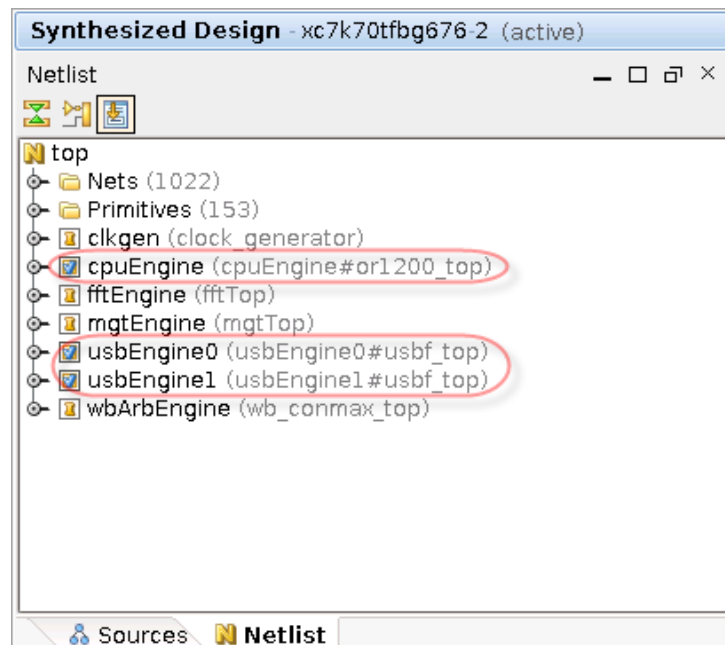 Synthesized Design - xc7k70tfbg676-2 (active)
Netlist
top
Nets (1022)
Primitives (153)
clkgen (clock_generator)
cpuEngine (cpuEngine#or1200_top)
fftEngine (fftTop)
mgtEngine (mgtTop)
usbEngine0 (usbEngine0#usbf_top)
usbEngine1 (usbEngine1#usbf_top)
wbArbEngine (wb_conmax_top)
Sources Netlist